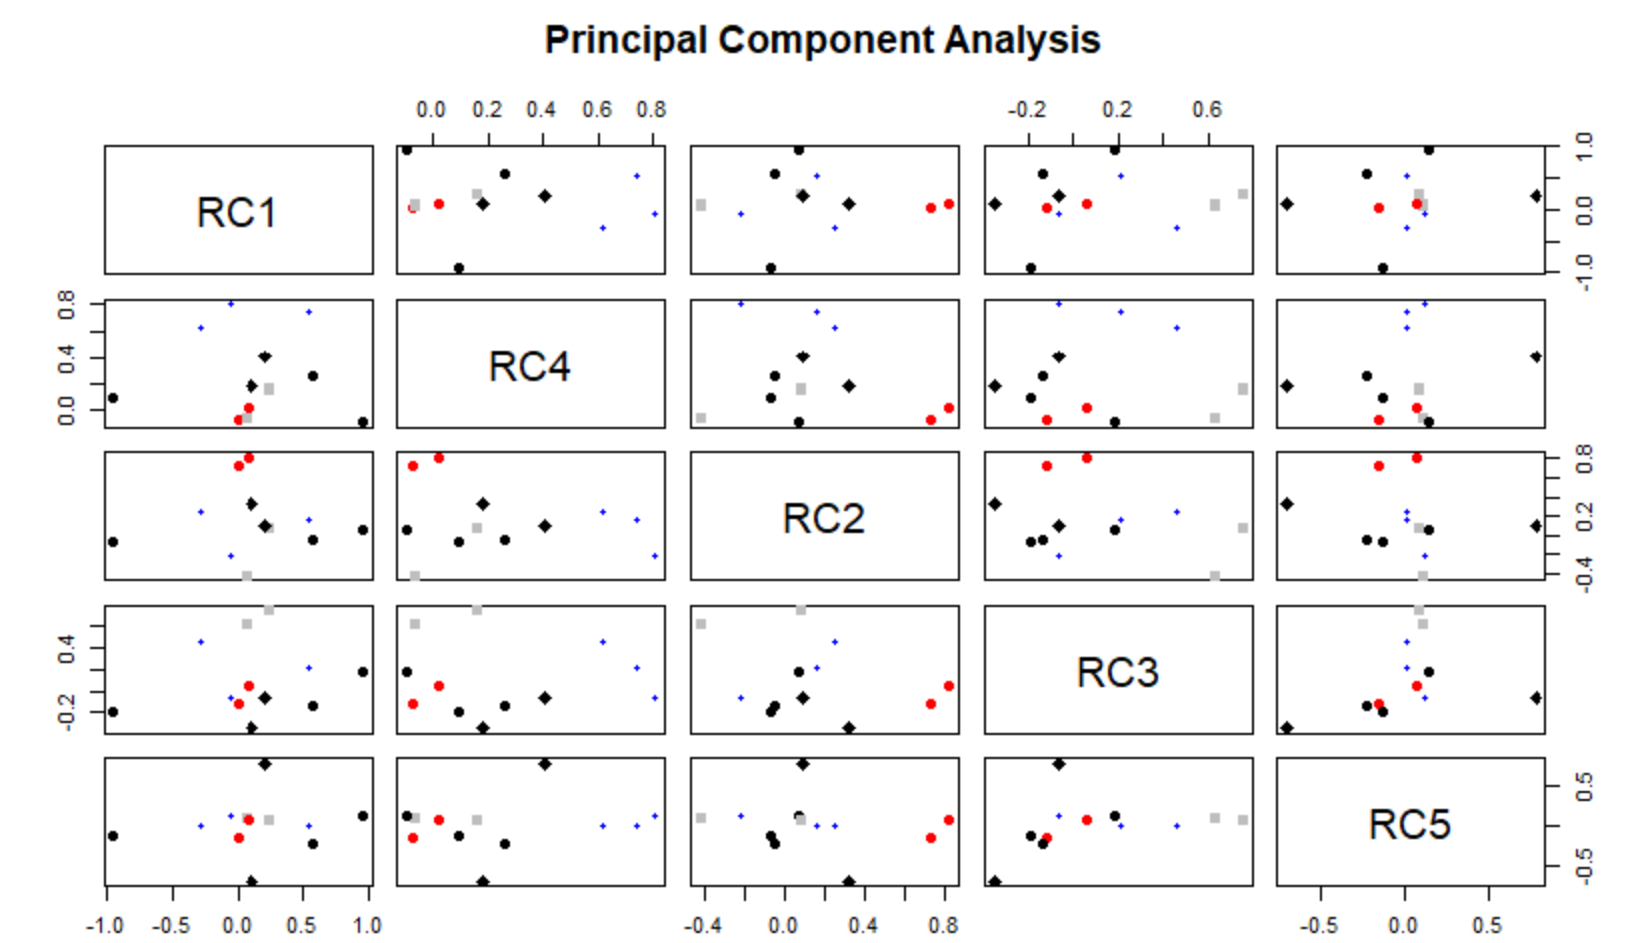 Principal Component Analysis
0.0 0.2 0.4 0.6 0.8
-0.2 0.2 0.6
RC1
-1.0 0.0 1.0
0.0 0.4 0.8
RC4
RC2
-0.4 0.2 0.8
-0.2 0.4
RC3
RC5
-0.5 0.5
-1.0 -0.5 0.0 0.5 1.0
-0.4 0.0 0.4 0.8
-0.5 0.0 0.5